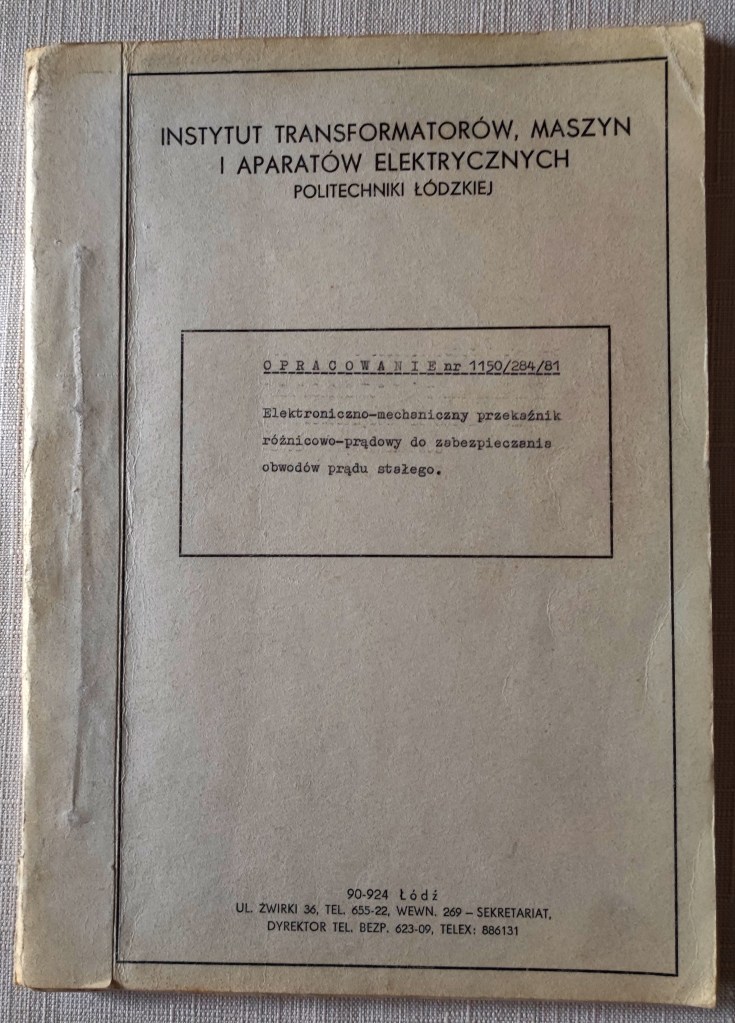 INSTYTUT TRANSFORMATORÓW, MASZYN
I APARATÓW ELEKTRYCZNYCH
POLITECHNIKI ŁÓDZKIEJ
O P R A C O W A N I E nr 1150/284/81
Elektroniczno-mechaniczny przekaźnik
różnicowo-prądowy do zabezpieczania
obwodów prądu stałego.
90-924 Łódź
UL. ŻWIRKI 36, TEL. 655-22, WEWN. 269 – SEKRETARIAT,
DYREKTOR TEL. BEZP. 623-09, TELEX: 886131